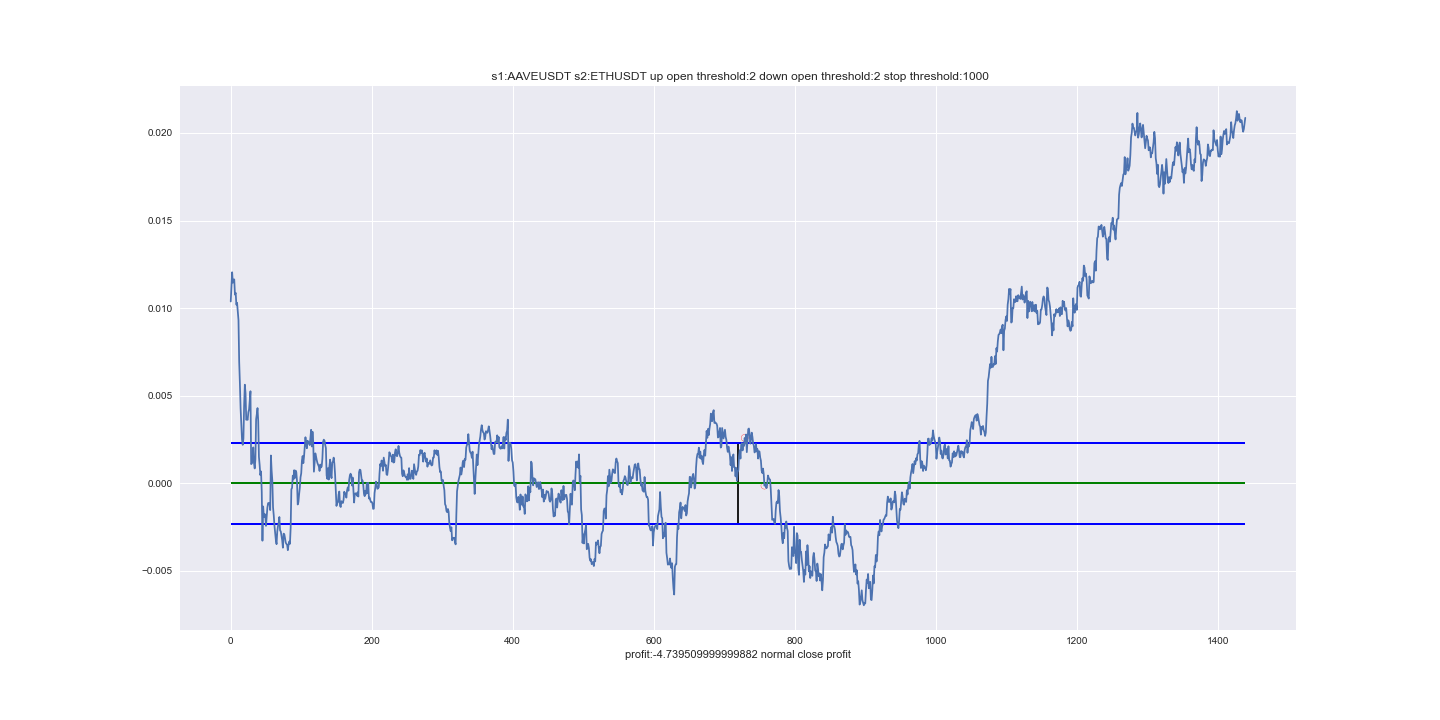 s1:AAVEUSDT s2:ETHUSDT up open threshold:2 down open threshold:2 stop threshold:1000
0.020
0.015
0.010
0.005
0.000
−0.005
0 200 400 600 800 1000 1200 1400
profit:-4.739509999999882 normal close profit